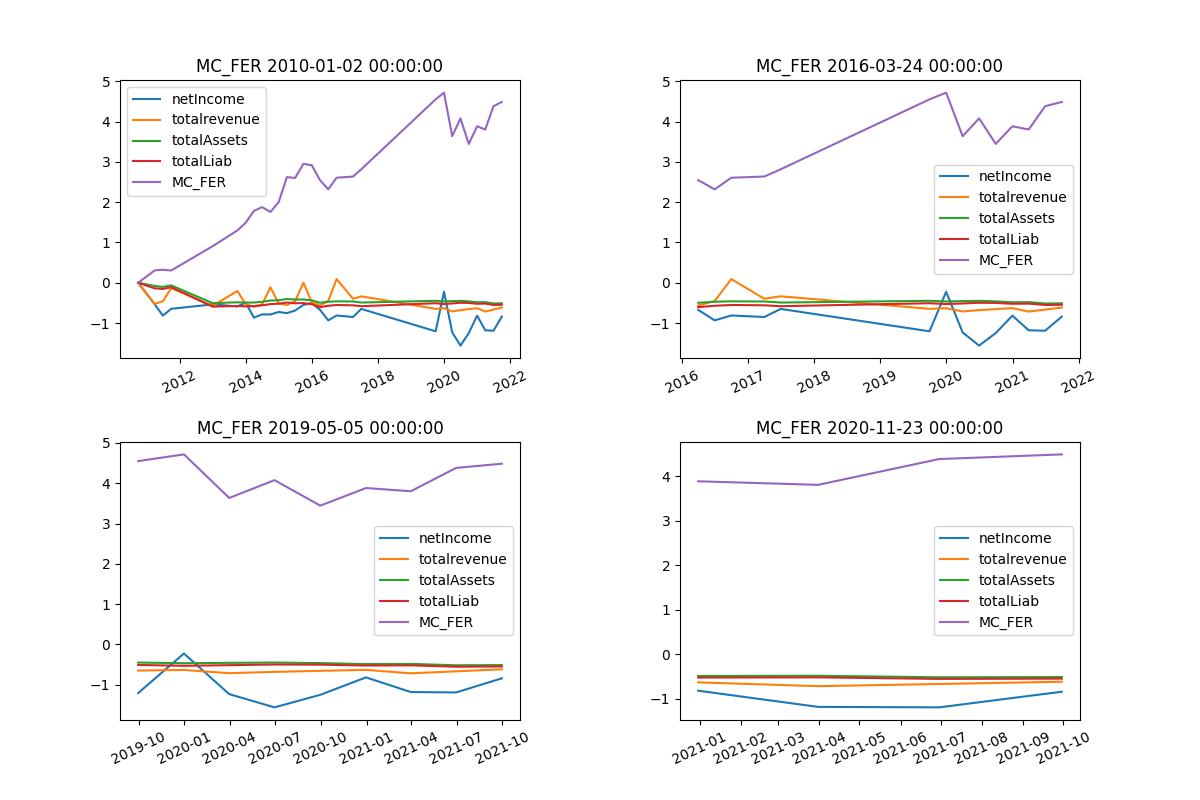 MC_FER 2010-01-02 00:00:00
5
4
3
2
1
0
−1
netIncome
totalrevenue
totalAssets
totalLiab
MC_FER
2012 2014 2016 2018 2020 2022
MC_FER 2016-03-24 00:00:00
5
4
3
2
1
0
−1
netIncome
totalrevenue
totalAssets
totalLiab
MC_FER
2016 2017 2018 2019 2020 2021 2022
MC_FER 2019-05-05 00:00:00
5
4
3
2
1
0
−1
netIncome
totalrevenue
totalAssets
totalLiab
MC_FER
2019-10 2020-01 2020-04 2020-07 2020-10 2021-01 2021-04 2021-07 2021-10
MC_FER 2020-11-23 00:00:00
4
3
2
1
0
−1
netIncome
totalrevenue
totalAssets
totalLiab
MC_FER
2021-01 2021-02 2021-03 2021-04 2021-05 2021-06 2021-07 2021-08 2021-09 2021-10